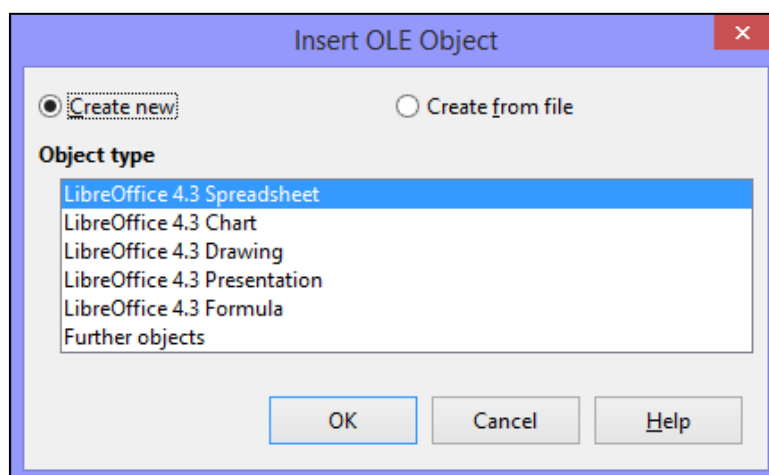 Insert OLE Object
Create new
Create from file
Object type
LibreOffice 4.3 Spreadsheet
LibreOffice 4.3 Chart
LibreOffice 4.3 Drawing
LibreOffice 4.3 Presentation
LibreOffice 4.3 Formula
Further objects
OK
Cancel
Help